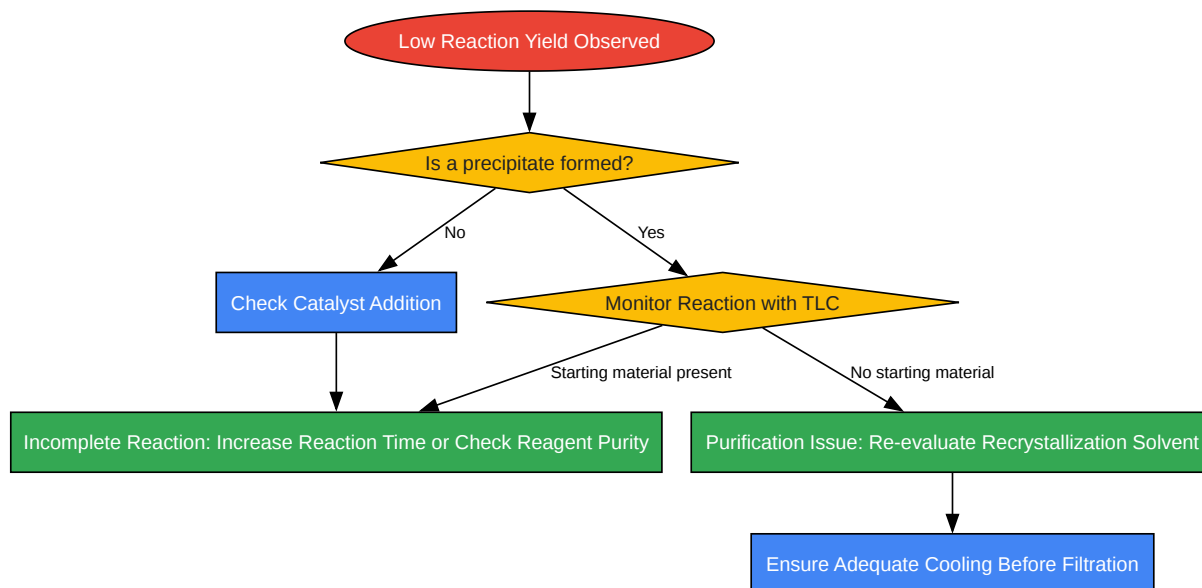 Low Reaction Yield Observed
Is a precipitate formed?
No
Yes
Check Catalyst Addition
Monitor Reaction with TLC
Starting material present
No starting material
Incomplete Reaction: Increase Reaction Time or Check Reagent Purity
Purification Issue: Re-evaluate Recrystallization Solvent
Ensure Adequate Cooling Before Filtration